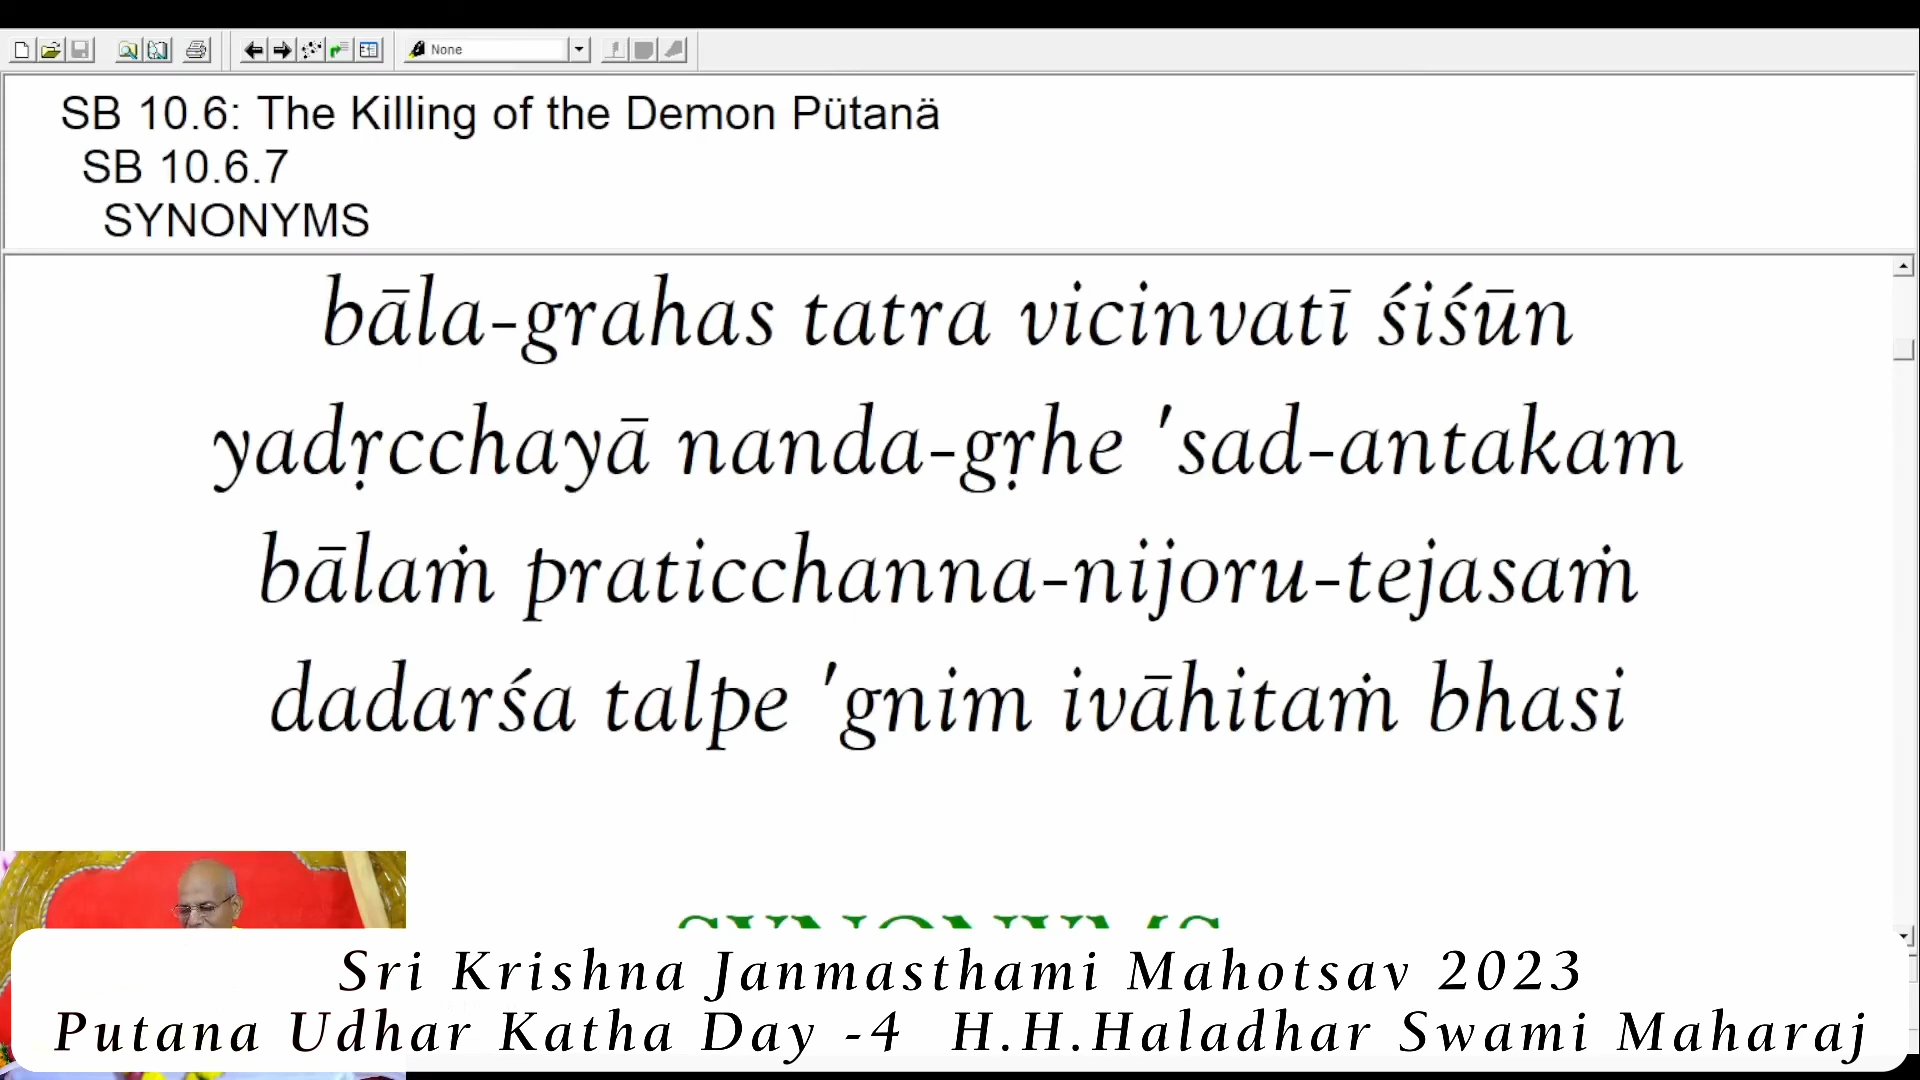 None
SB 10.6: The Killing of the Demon Pütanä
SB 10.6.7
SYNONYMS
bāla-grahas tatra vicinvatī śiśūn
yadṛcchayā nanda-gṛhe 'sad-antakam
bālaṁ praticchanna-nijoru-tejasaṁ
dadarśa talpe 'gnim ivāhitaṁ bhasi
SYNONYMS
Sri Krishna Janmasthami Mahotsav 2023
Putana Udhar Katha Day -4 H.H.Haladhar Swami Maharaj